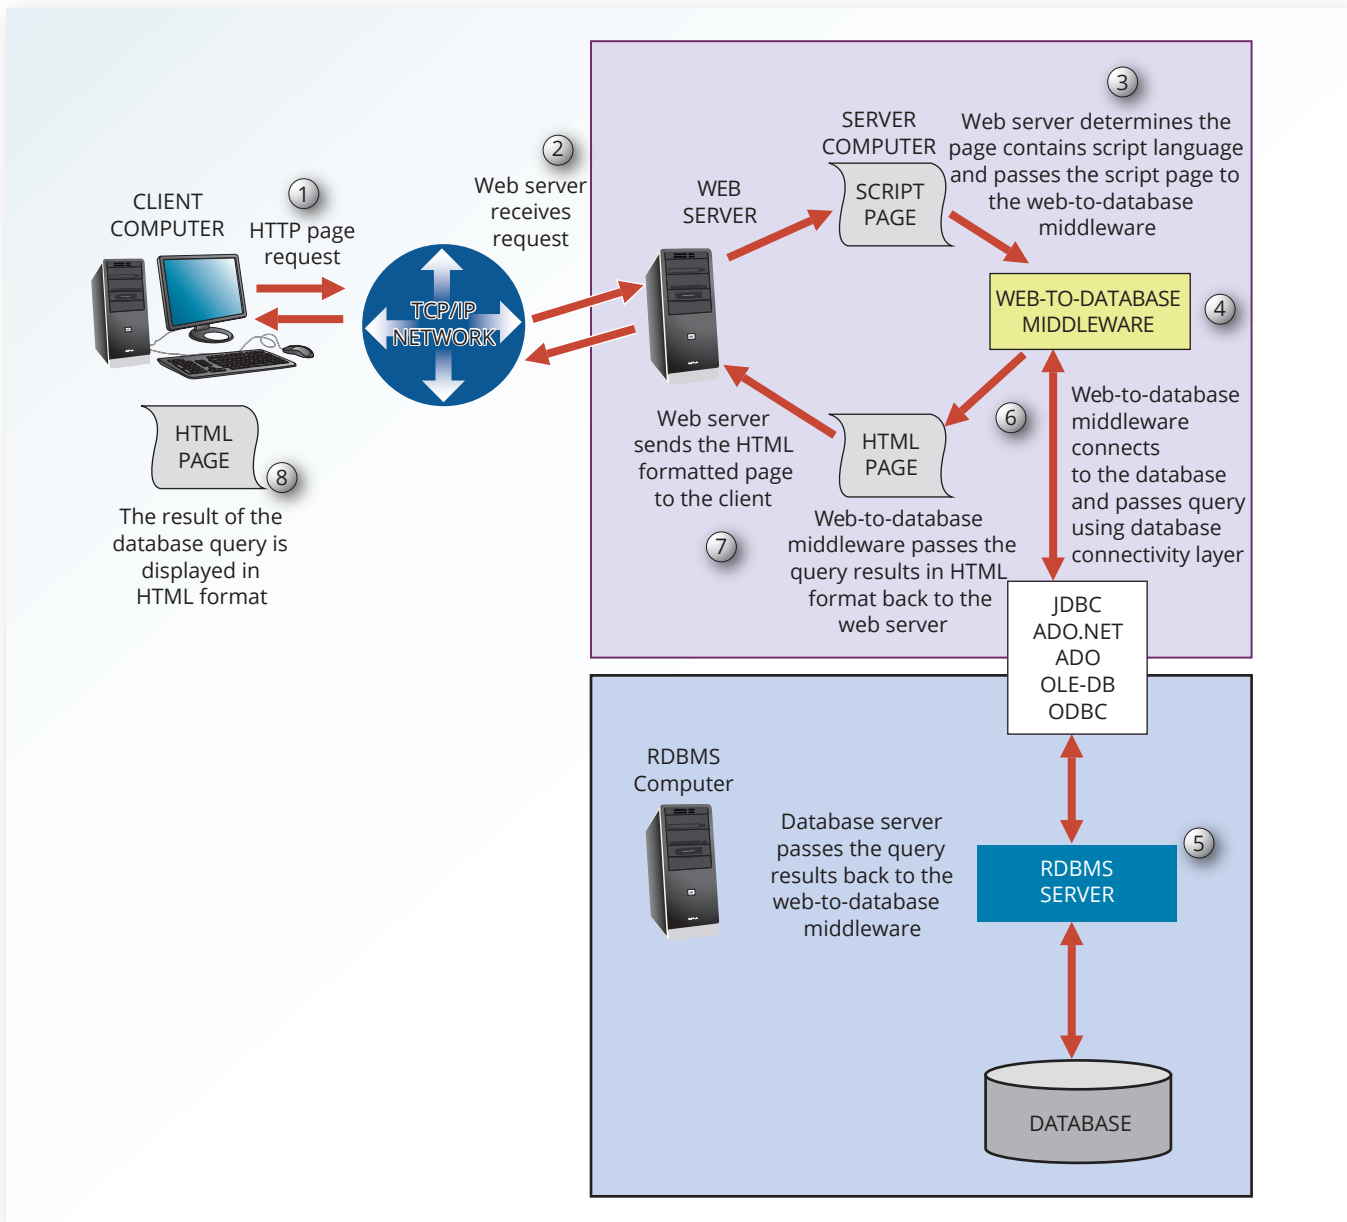 CLIENT
COMPUTER
1
HTTP page
request
TCP/IP
NETWORK
2
Web server
receives
request
WEB
SERVER
SERVER
COMPUTER
SCRIPT
PAGE
3
Web server determines the
page contains script language
and passes the script page to
the web-to-database
middleware
WEB-TO-DATABASE
MIDDLEWARE
4
Web-to-database
middleware
connects
to the database
and passes query
using database
connectivity layer
JDBC
ADO.NET
ADO
OLE-DB
ODBC
RDBMS
Computer
Database server
passes the query
results back to the
web-to-database
middleware
5
RDBMS
SERVER
DATABASE
6
HTML
PAGE
Web-to-database
middleware passes the
query results in HTML
format back to the
web server
Web server
sends the HTML
formatted page
to the client
7
HTML
PAGE
8
The result of the
database query is
displayed in
HTML format